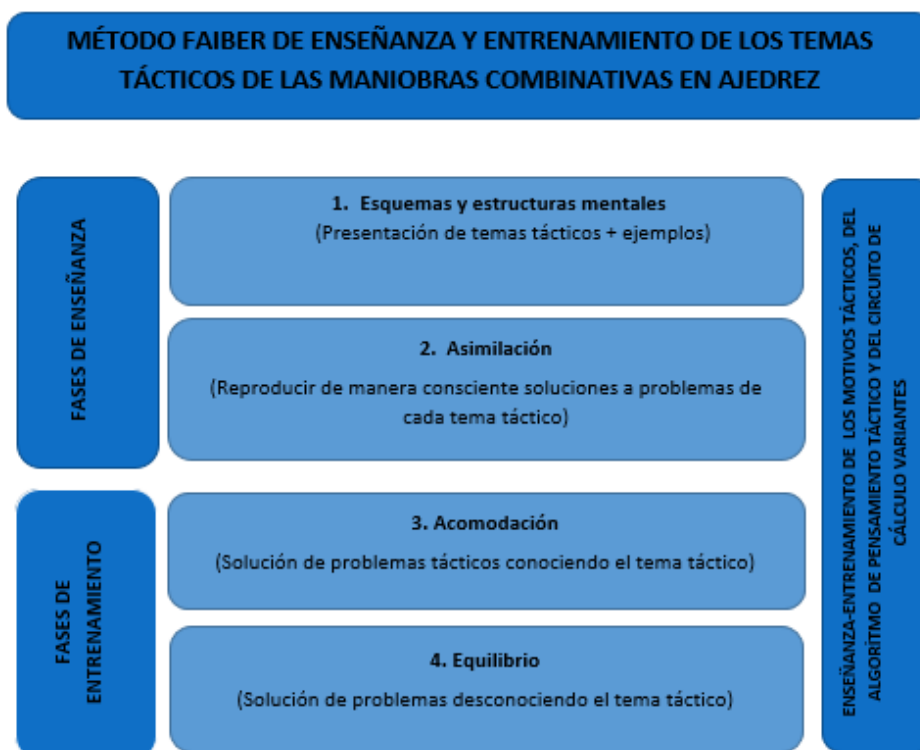 MÉTODO FAIBER DE ENSEÑANZA Y ENTRENAMIENTO DE LOS TEMAS
TÁCTICOS DE LAS MANIOBRAS COMBINATIVAS EN AJEDREZ
FASES DE ENSEÑANZA
1. Esquemas y estructuras mentales
(Presentación de temas tácticos + ejemplos)
2. Asimilación
(Reproducir de manera consciente soluciones a problemas de
cada tema táctico)
FASES DE
ENTRENAMIENTO
3. Acomodación
(Solución de problemas tácticos conociendo el tema táctico)
4. Equilibrio
(Solución de problemas desconociendo el tema táctico)
ENSEÑANZA-ENTRENAMIENTO DE LOS MOTIVOS TÁCTICOS, DEL
ALGORÍTMO DE PENSAMIENTO TÁCTICO Y DEL CIRCUITO DE
CÁLCULO VARIANTES